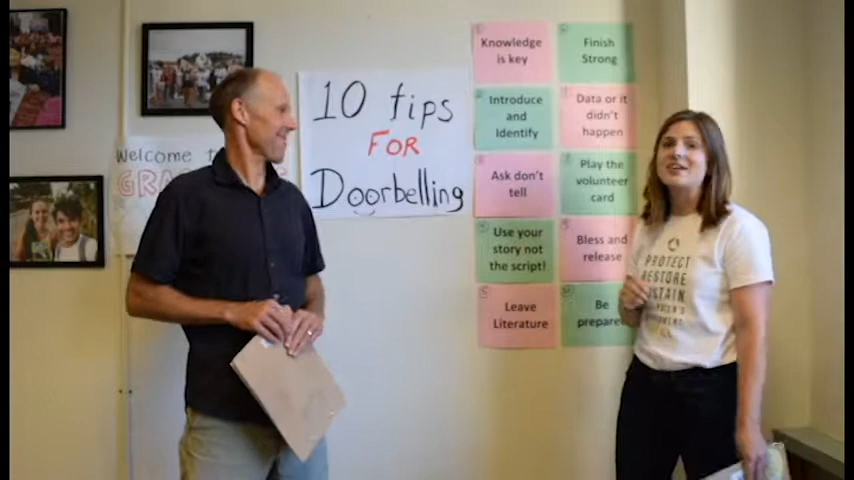 Welcome
10 tips
FOR
Doorbelling
Knowledge
is key
Introduce
and
Identify
Ask don't
tell
Use your
story not
the script!
Leave
Literature
Finish
Strong
Data or it
didn't
happen
Play the
volunteer
card
Bless and
release
Be
PROTECT
RESTORE